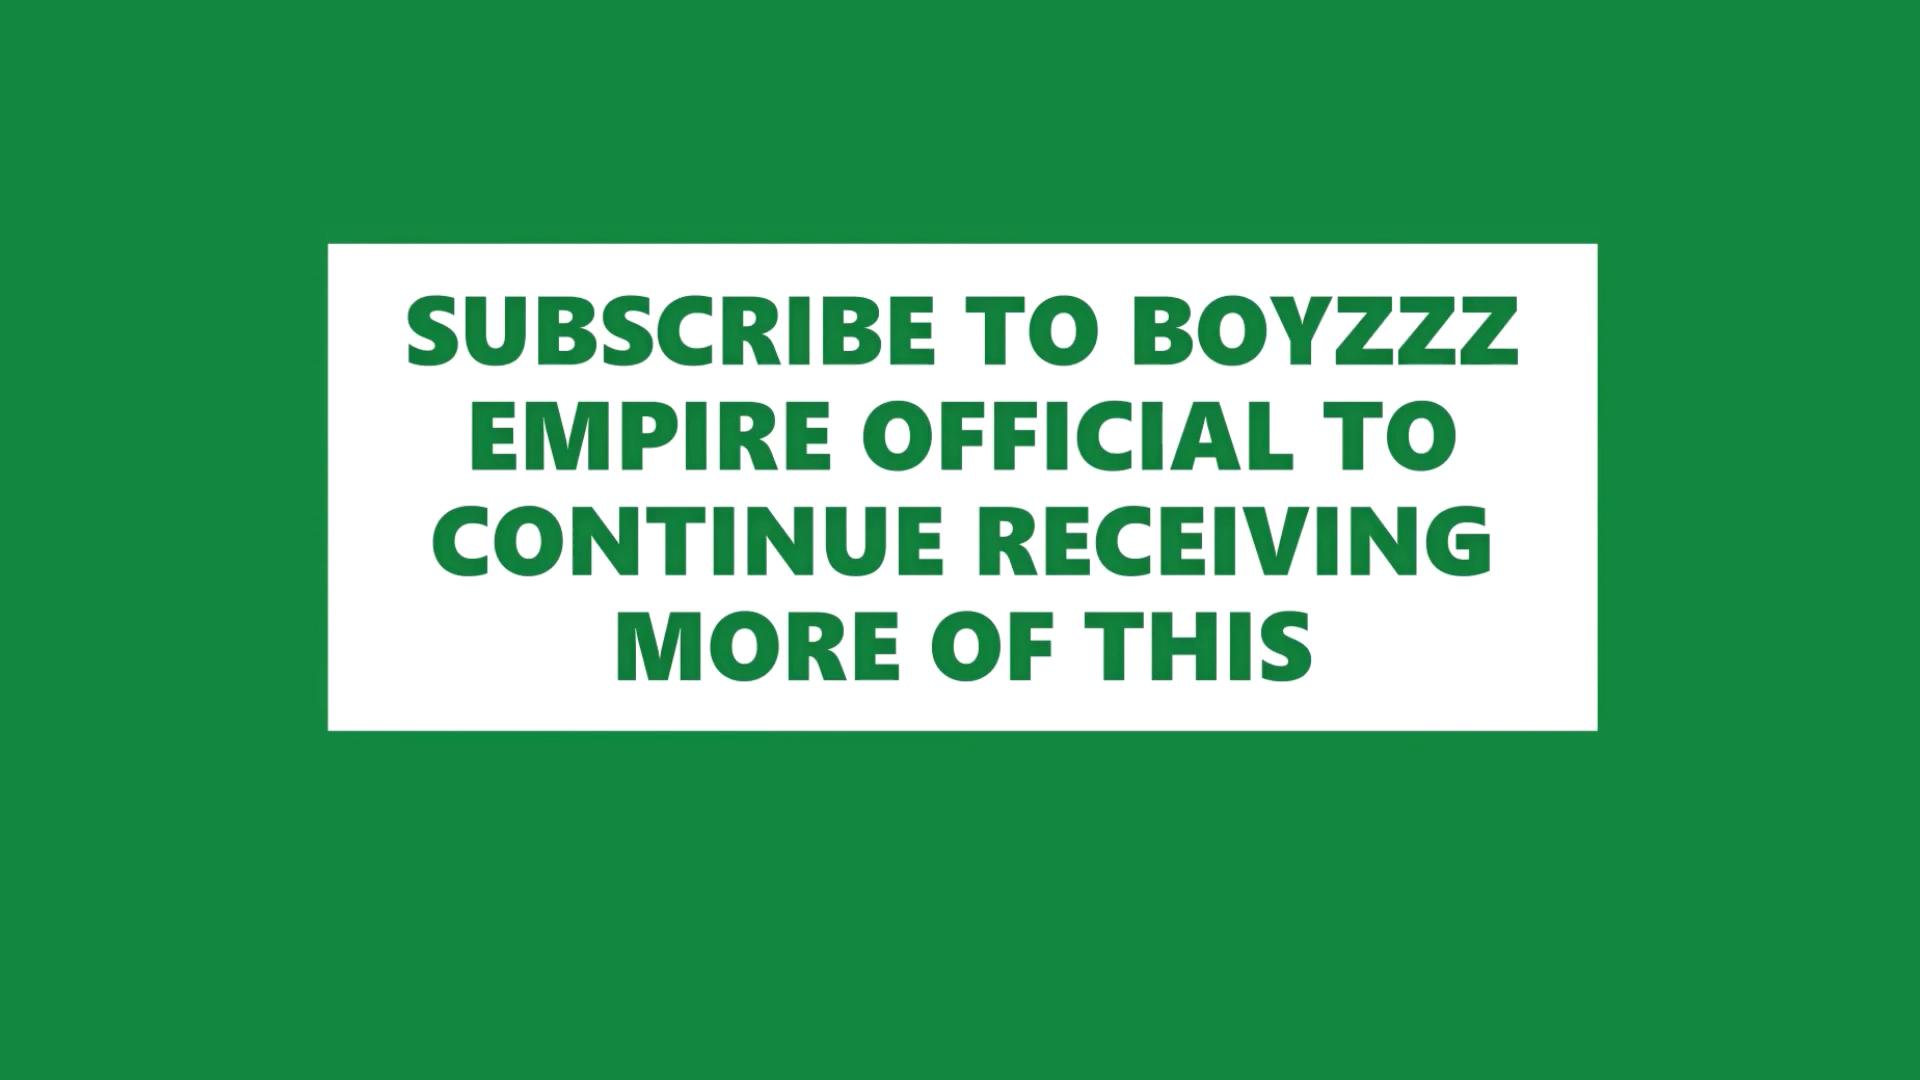 SUBSCRIBE TO BOYZZZ
EMPIRE OFFICIAL TO
CONTINUE RECEIVING
MORE OF THIS